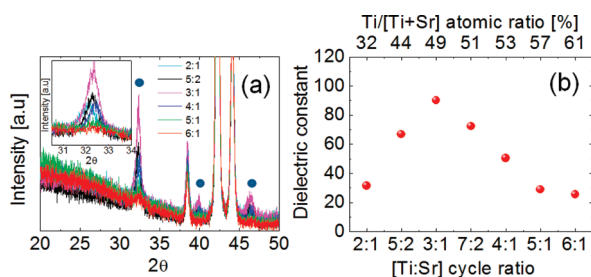 (a)
Intensity [a.u]
2:1
5:2
3:1
4:1
5:1
6:1
Intensity [a.u
31 32 33 34
2θ
20 25 30 35 40 45 50
2θ
Ti/[Ti+Sr] atomic ratio [%]
32 44 49 51 53 57 61
(b)
Dielectric constant
120
100
80
60
40
20
0
2:1 5:2 3:1 7:2 4:1 5:1 6:1
[Ti:Sr] cycle ratio